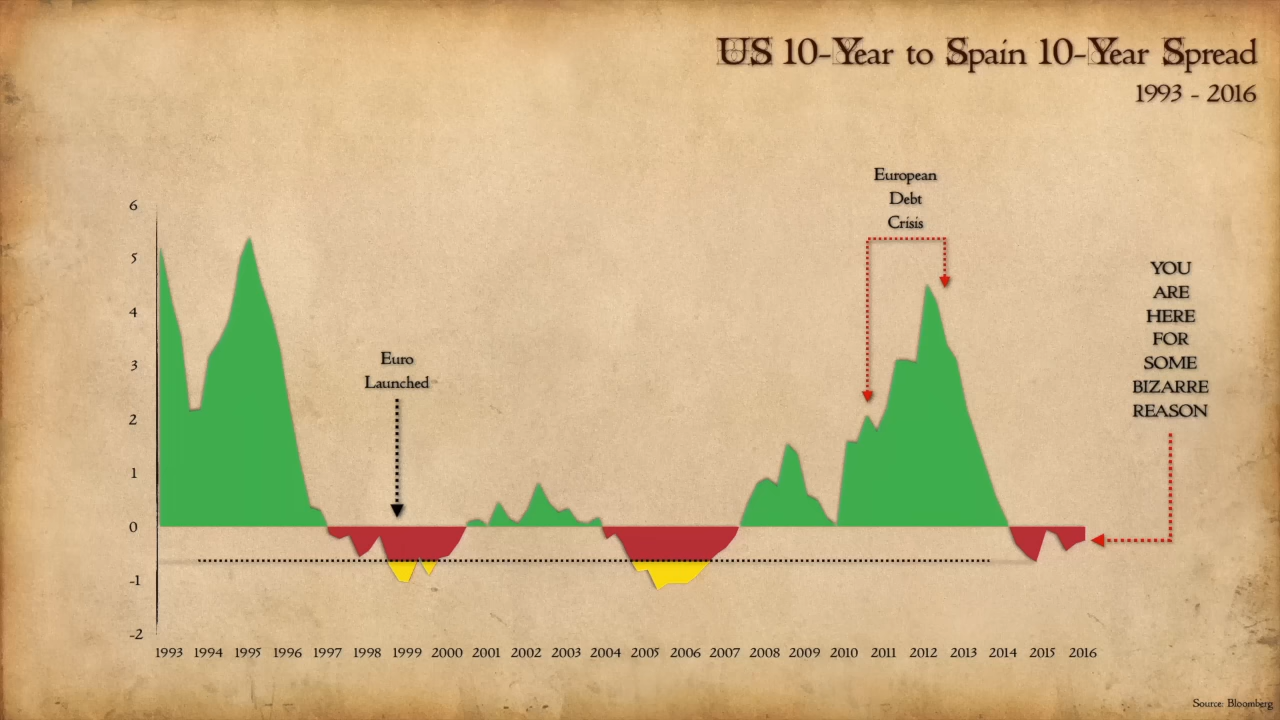 US 10-Year to Spain 10-Year Spread
1993 - 2016
European
Debt
Crisis
6
5
4
3
2
1
0
-1
-2
YOU
ARE
HERE
FOR
SOME
BIZARRE
REASON
Euro
Launched
1993 1994 1995 1996 1997 1998 1999 2000 2001 2002 2003 2004 2005 2006 2007 2008 2009 2010 2011 2012 2013 2014 2015 2016
Source: Bloomberg